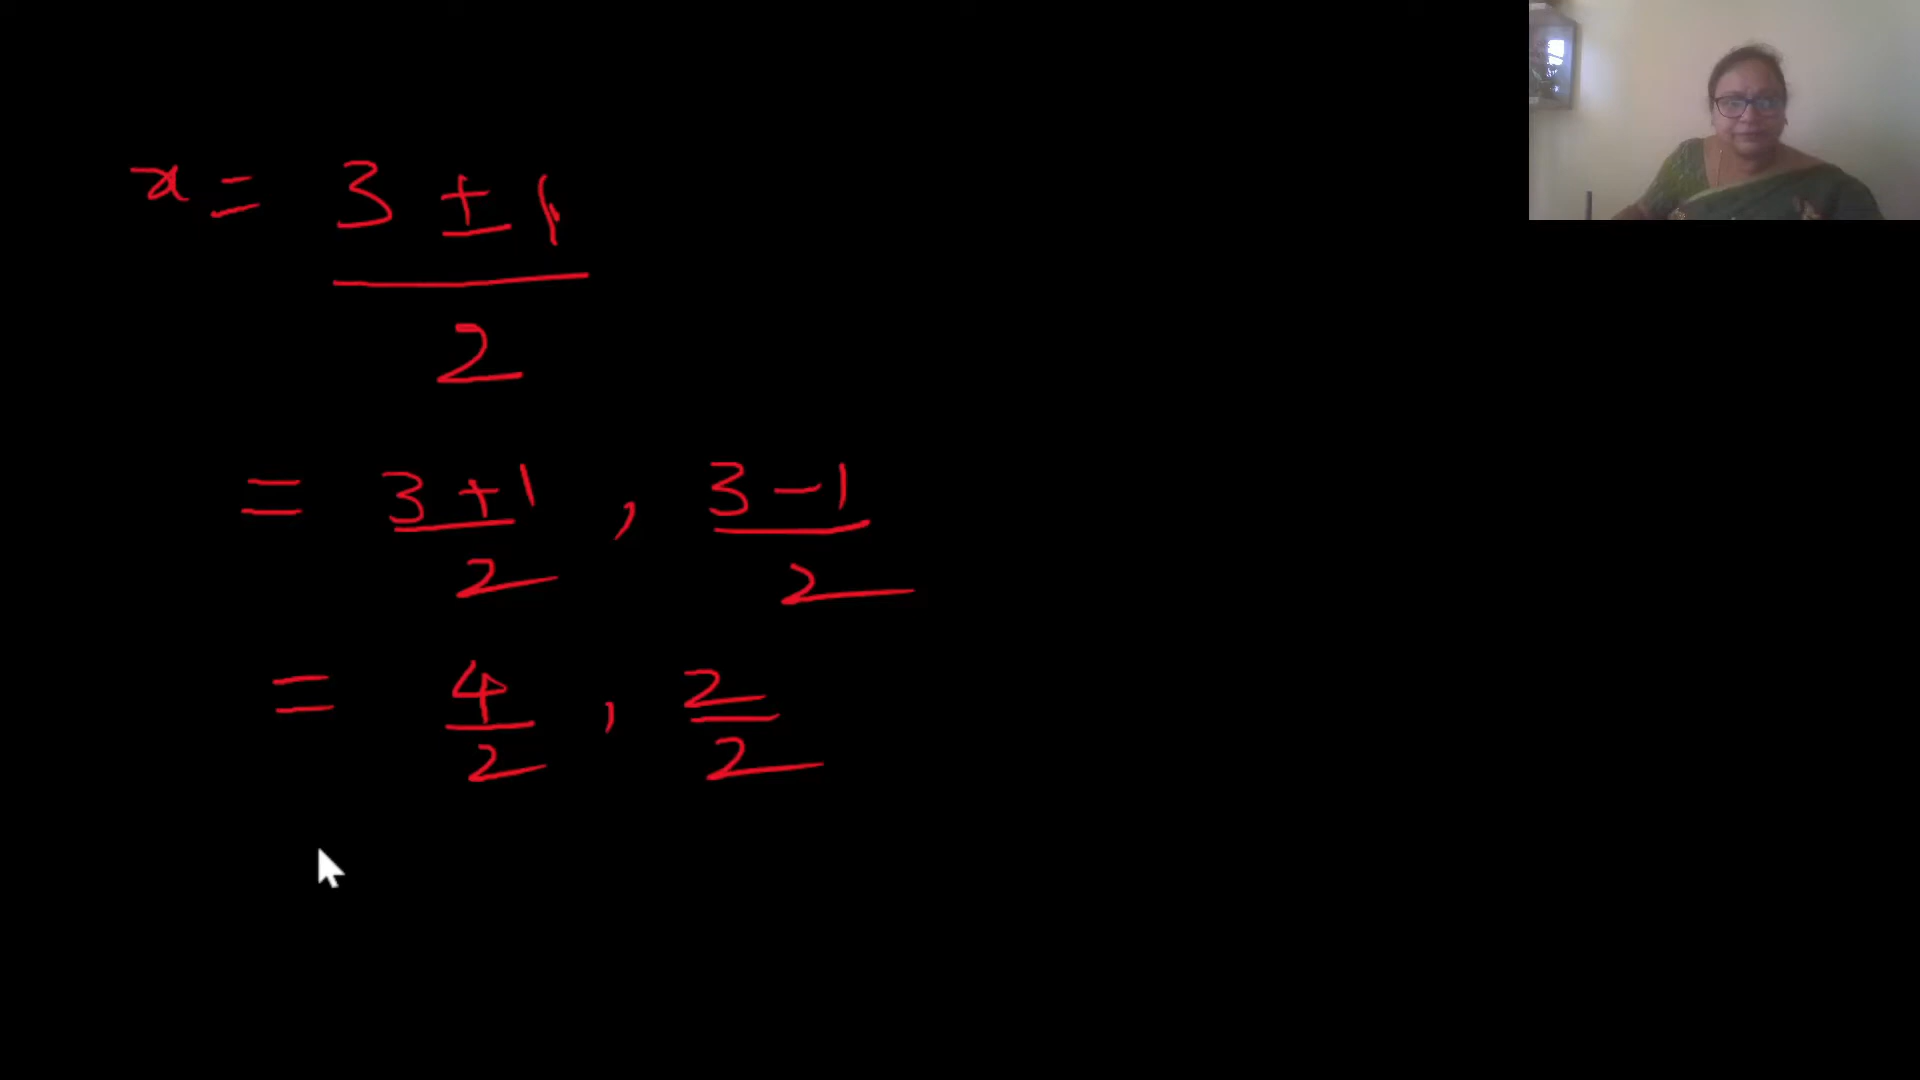 x = 3 ± 1 / 2
= 3 + 1 / 2 , 3 - 1 / 2
= 4 / 2 , 2 / 2